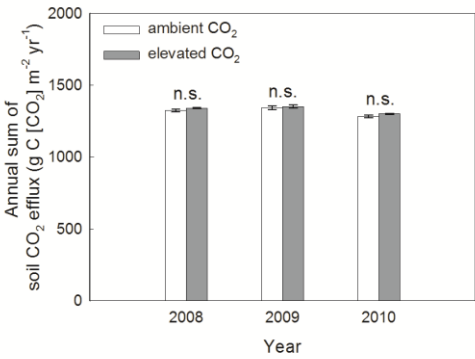 Annual sum of
soil CO₂ efflux (g C [CO₂] m⁻² yr⁻¹)
2000
1500
1000
500
0
ambient CO₂
elevated CO₂
n.s.
n.s.
n.s.
2008
2009
2010
Year